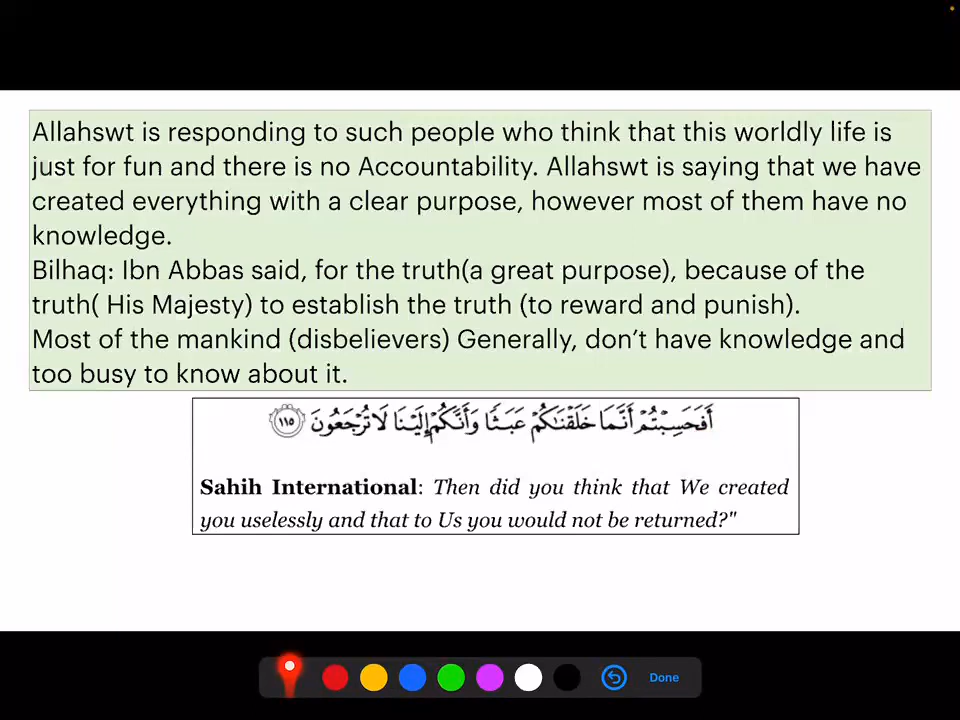 Allahswt is responding to such people who think that this worldly life is
just for fun and there is no Accountability. Allahswt is saying that we have
created everything with a clear purpose, however most of them have no
knowledge.
Bilhaq: Ibn Abbas said, for the truth(a great purpose), because of the
truth( His Majesty) to establish the truth (to reward and punish).
Most of the mankind (disbelievers) Generally, don’t have knowledge and
too busy to know about it.
أَفَحَسِبْتُمْ أَنَّمَا خَلَقْنَٰكُمْ عَبَثًا وَأَنَّكُمْ إِلَيْنَا لَا تُرْجَعُونَ ١١٥
Sahih International: Then did you think that We created
you uselessly and that to Us you would not be returned?"
Done